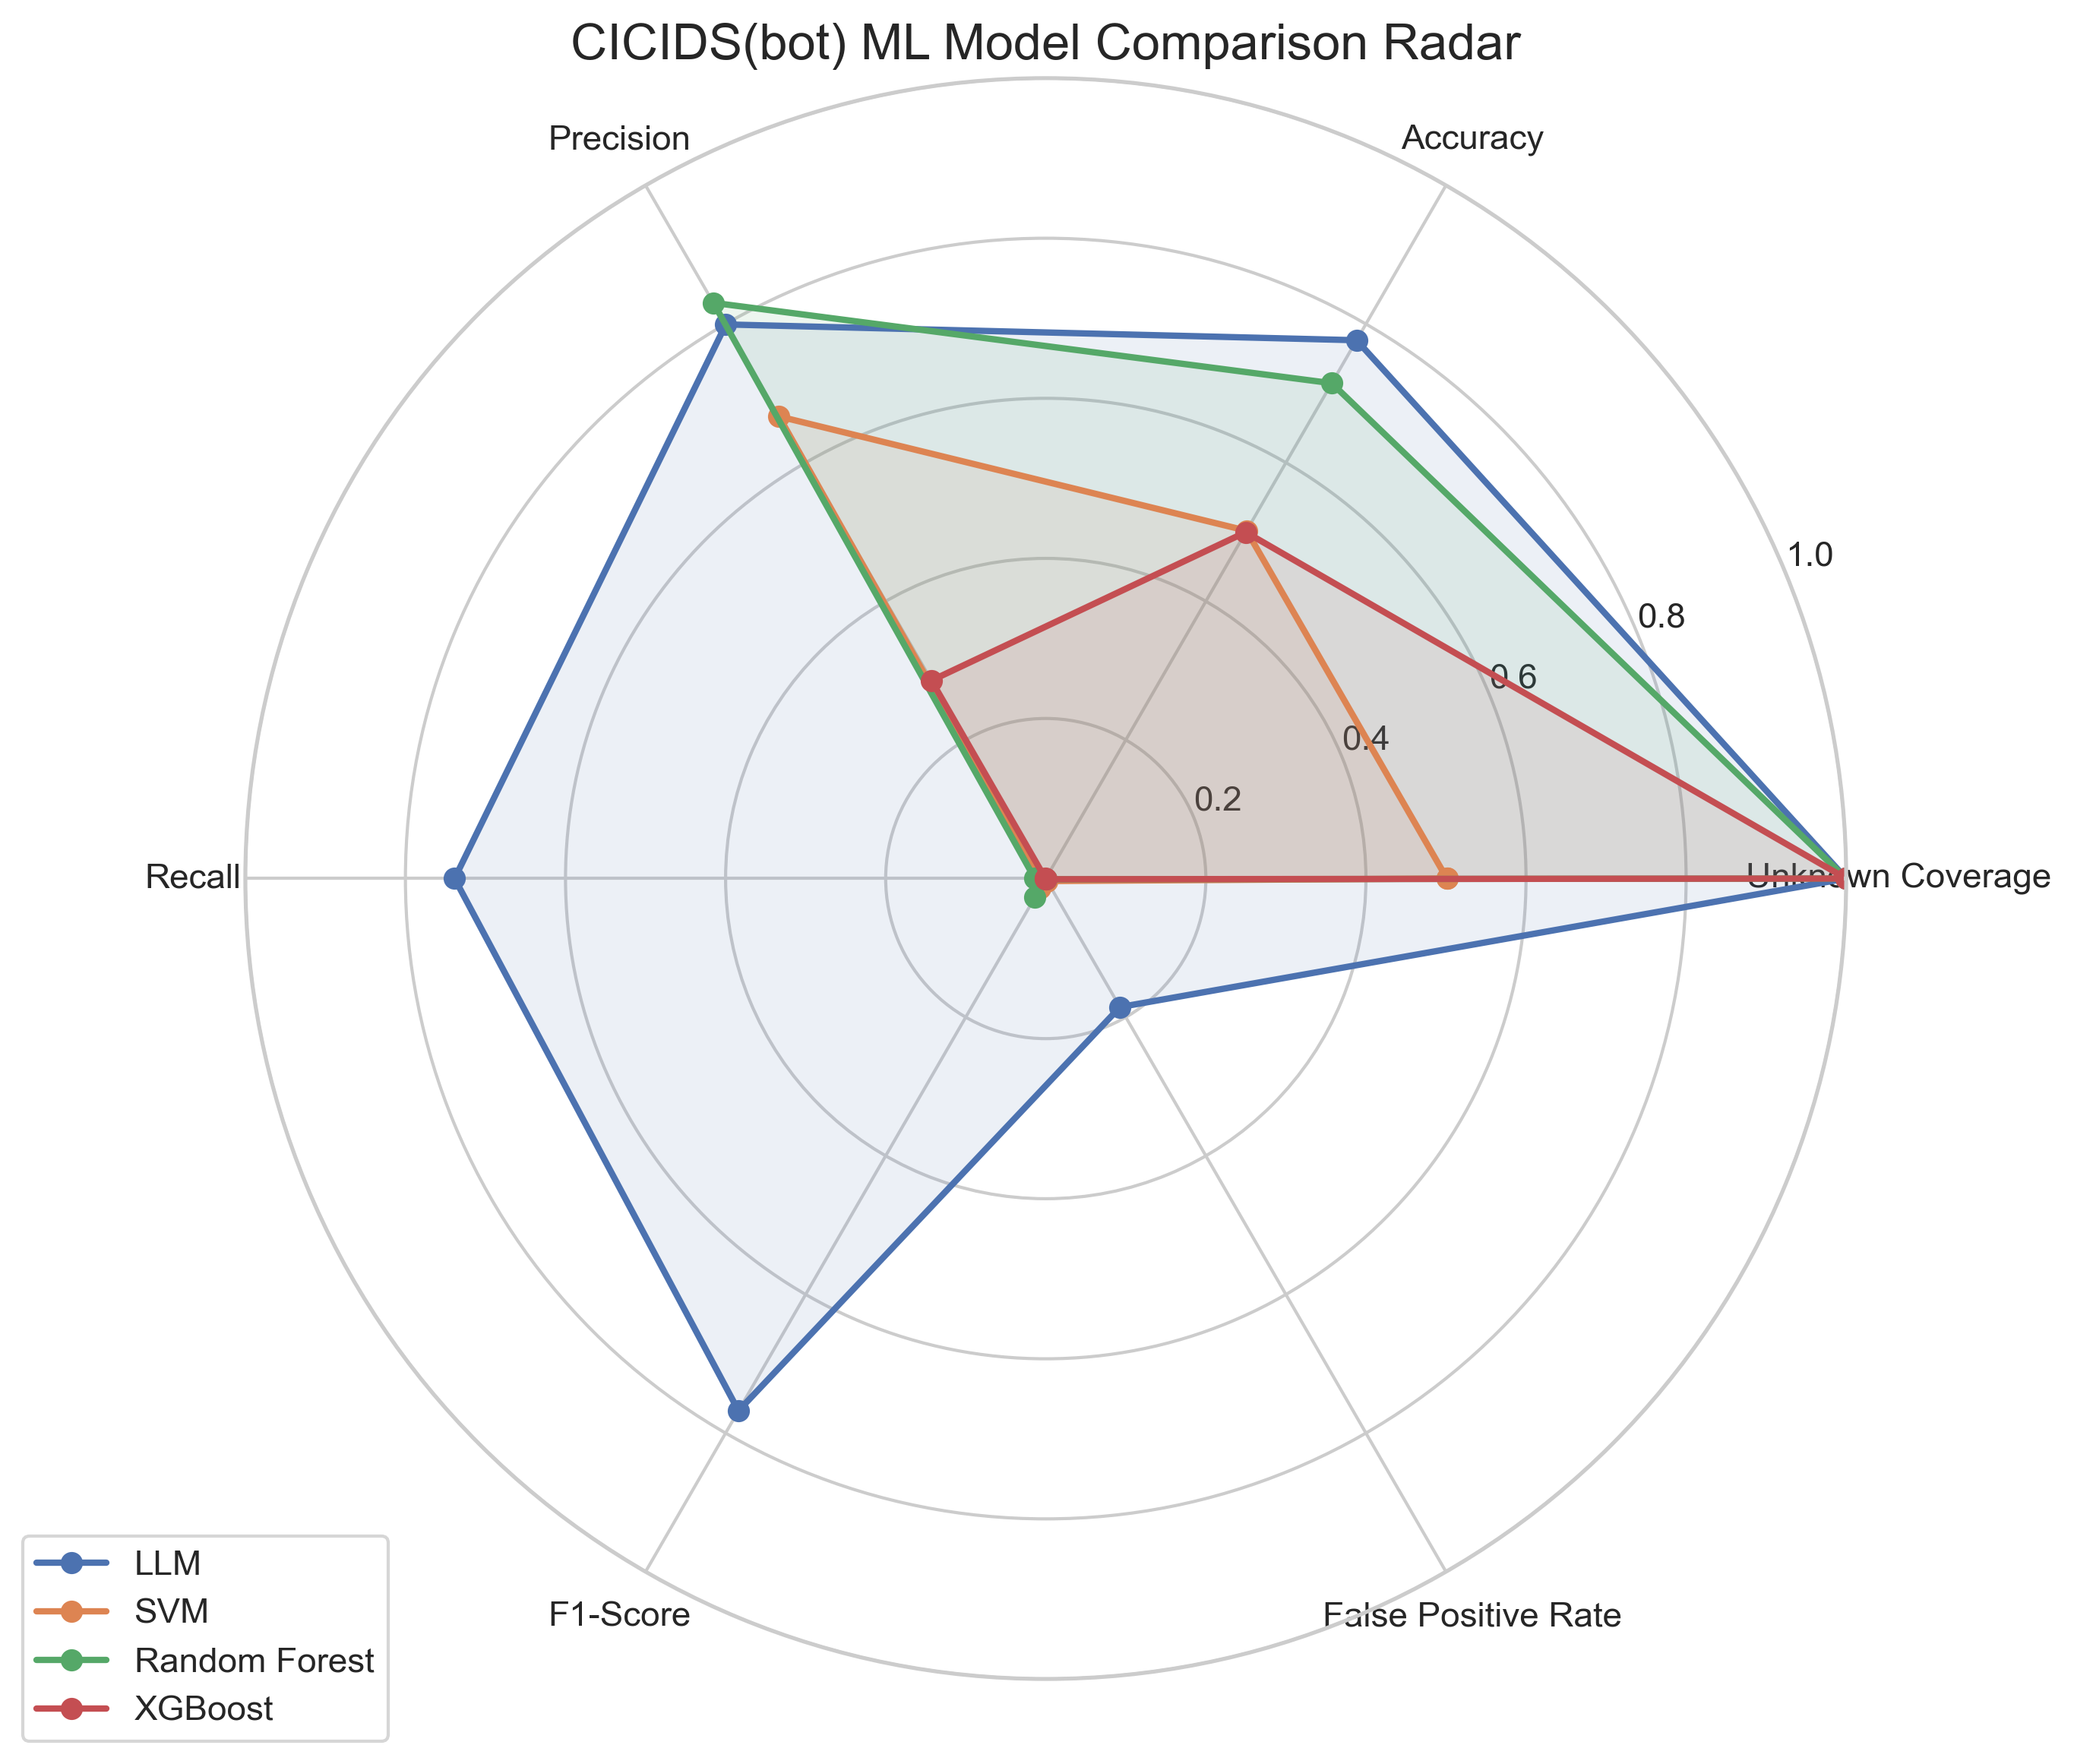 CICIDS(bot) ML Model Comparison Radar
Precision
Accuracy
1.0
0.8
0.6
0.4
0.2
Recall
Unknown Coverage
F1-Score
False Positive Rate
LLM
SVM
Random Forest
XGBoost